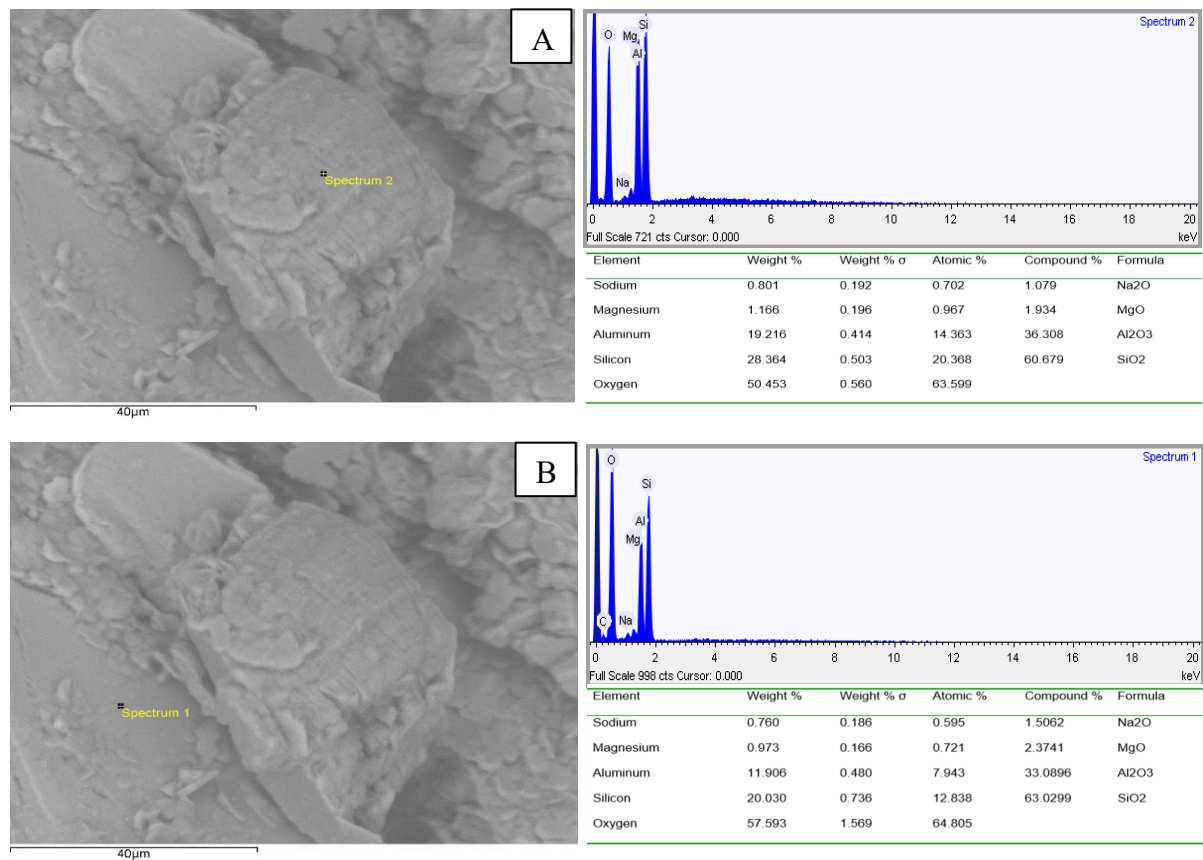 A
Spectrum 2
40µm
Spectrum 2
O
Mg
Si
Al
Na
0 2 4 6 8 10 12 14 16 18 20
Full Scale 721 cts Cursor: 0.000 keV
Element Weight % Weight % σ Atomic % Compound % Formula
Sodium 0.801 0.192 0.702 1.079 Na2O
Magnesium 1.166 0.196 0.967 1.934 MgO
Aluminum 19.216 0.414 14.363 36.308 Al2O3
Silicon 28.364 0.503 20.368 60.679 SiO2
Oxygen 50.453 0.560 63.599
B
Spectrum 1
40µm
Spectrum 1
O
Si
Al
Mg
C
Na
0 2 4 6 8 10 12 14 16 18 20
Full Scale 998 cts Cursor: 0.000 keV
Element Weight % Weight % σ Atomic % Compound % Formula
Sodium 0.760 0.186 0.595 1.5062 Na2O
Magnesium 0.973 0.166 0.721 2.3741 MgO
Aluminum 11.906 0.480 7.943 33.0896 Al2O3
Silicon 20.030 0.736 12.838 63.0299 SiO2
Oxygen 57.593 1.569 64.805